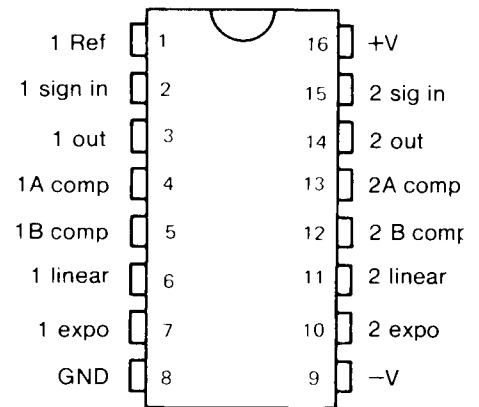 1 Ref 1 16 +V
1 sign in 2 15 2 sig in
1 out 3 14 2 out
1A comp 4 13 2A comp
1B comp 5 12 2 B comp
1 linear 6 11 2 linear
1 expo 7 10 2 expo
GND 8 9 −V